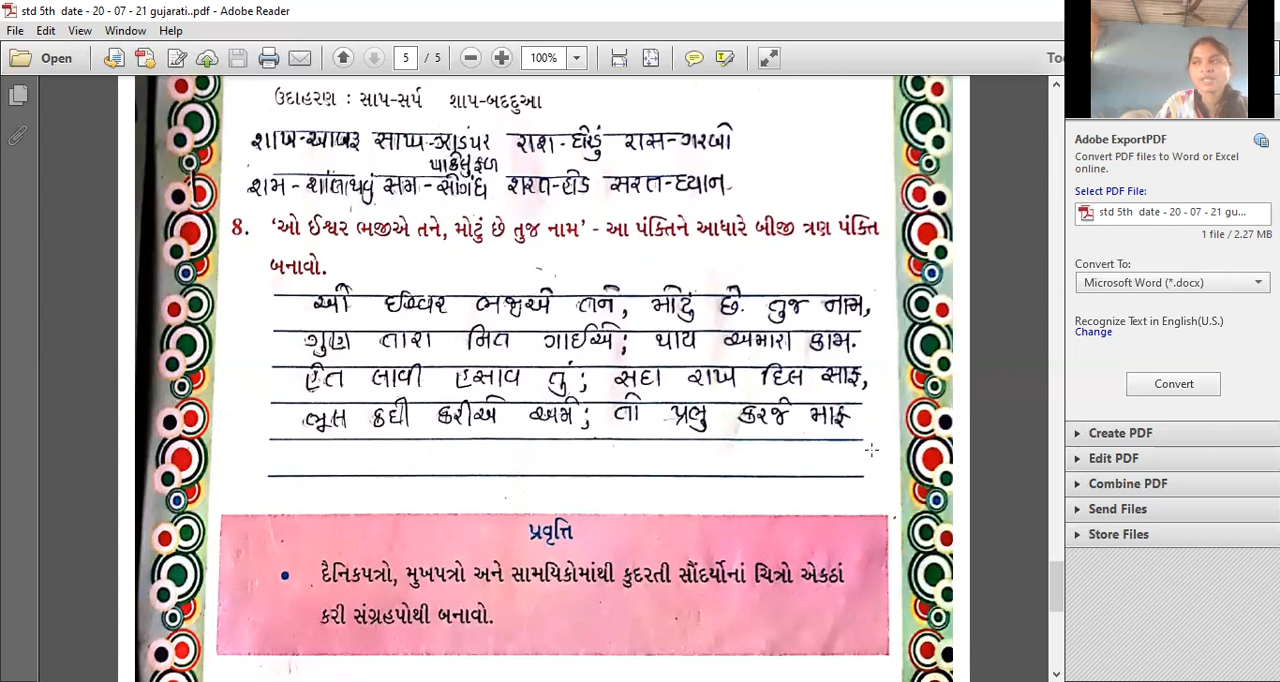 std 5th date - 20 - 07 - 21 gujarati..pdf - Adobe Reader
File Edit View Window Help
Open 5 / 5 100%
ઉદાહરણ : સાપ-સર્પ શાપ-બદદુઆ
શાખ-આબરૂ સાખ-ઝાડપર રાશ-દોરડું રાસ-ગરબો
પાકેલુ ફળ
શમ-શાંતથવું સમ-સોગંધ શરત-હોડ સરત-ધ્યાન
8. ‘ઓ ઈશ્વર ભજીએ તને, મોટું છે તુજ નામ’ - આ પંક્તિને આધારે બીજી ત્રણ પંક્તિ
બનાવો.
ઓ ઈશ્વર ભજીએ તને, મોટું છે. તુજ નામ,
ગુણ તારા નિત ગાઈએ; થાય અમારા કામ.
હેત લાવી હસાવ તું; સદા રાખ દિલ સાફ,
ભૂલ કદી કરીએ અમે; તો પ્રભુ કરજે માફ
પ્રવૃત્તિ
• દૈનિકપત્રો, મુખપત્રો અને સામયિકોમાંથી કુદરતી સૌંદર્યોનાં ચિત્રો એકઠાં
કરી સંગ્રહપોથી બનાવો.
Adobe ExportPDF
Convert PDF files to Word or Excel
online.
Select PDF File:
std 5th date - 20 - 07 - 21 gu...
1 file / 2.27 MB
Convert To:
Microsoft Word (*.docx)
Recognize Text in English(U.S.)
Change
Convert
Create PDF
Edit PDF
Combine PDF
Send Files
Store Files